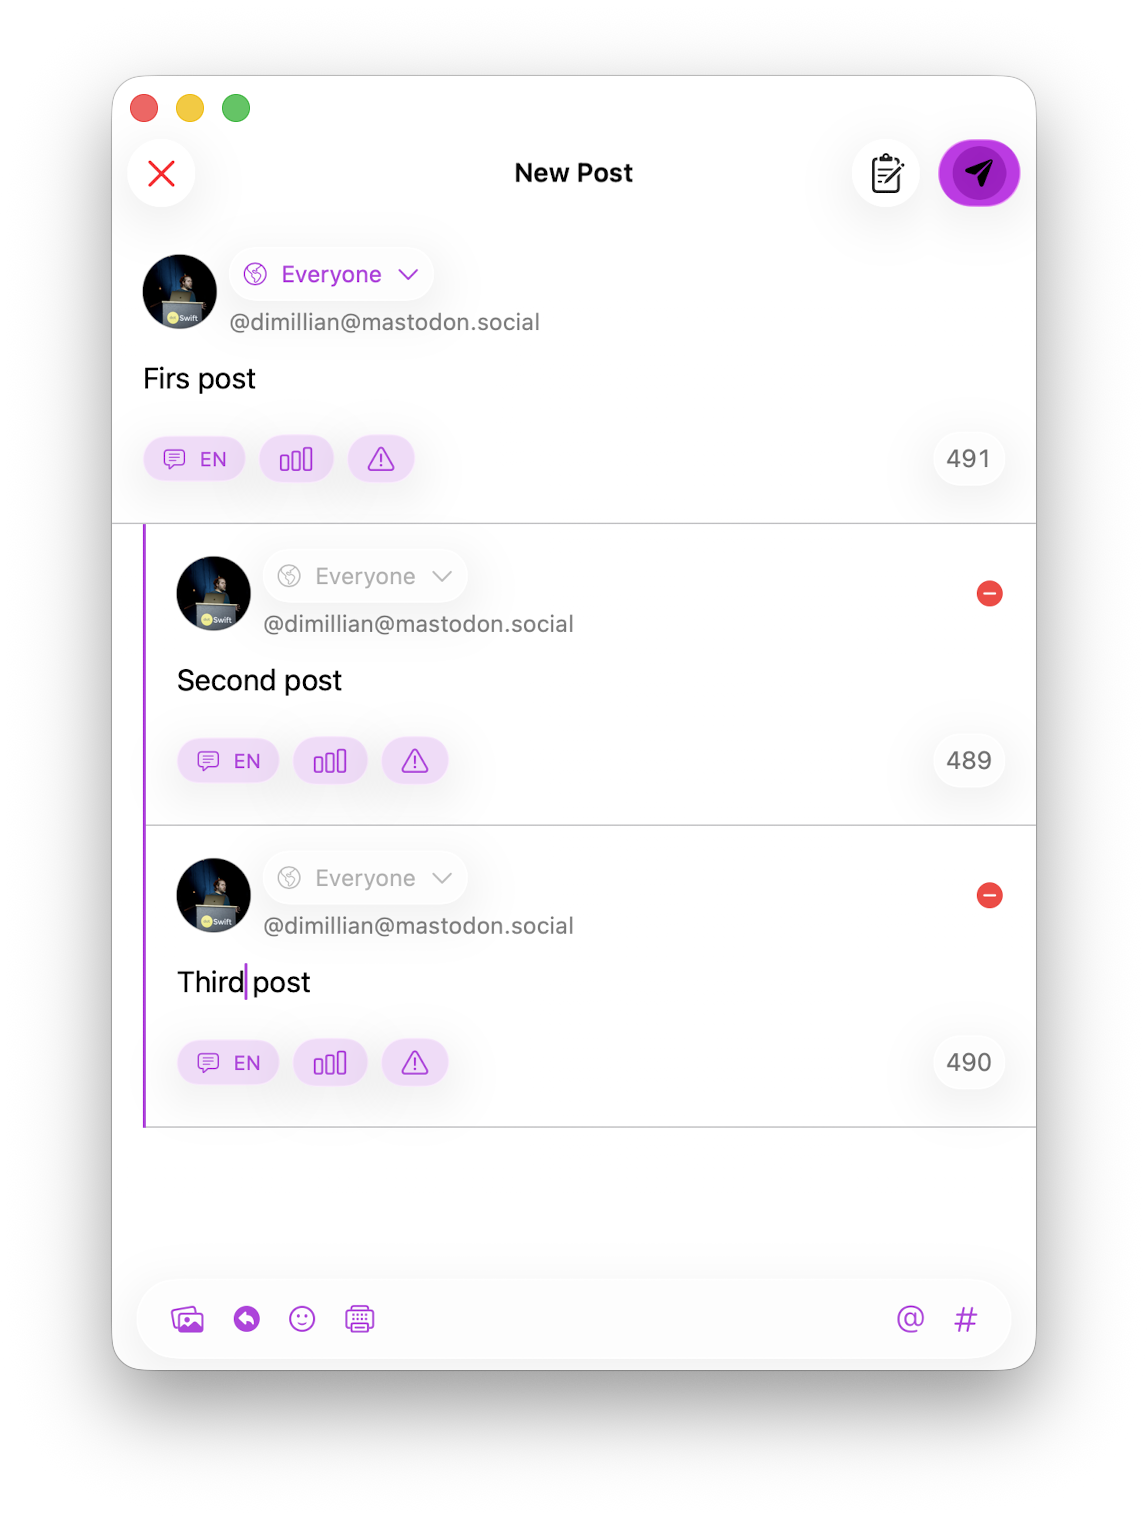 New Post
Everyone
@dimillian@mastodon.social
Swift
Firs post
EN
491
Everyone
@dimillian@mastodon.social
Swift
Second post
EN
489
Everyone
@dimillian@mastodon.social
Swift
Third post
EN
490
@ #